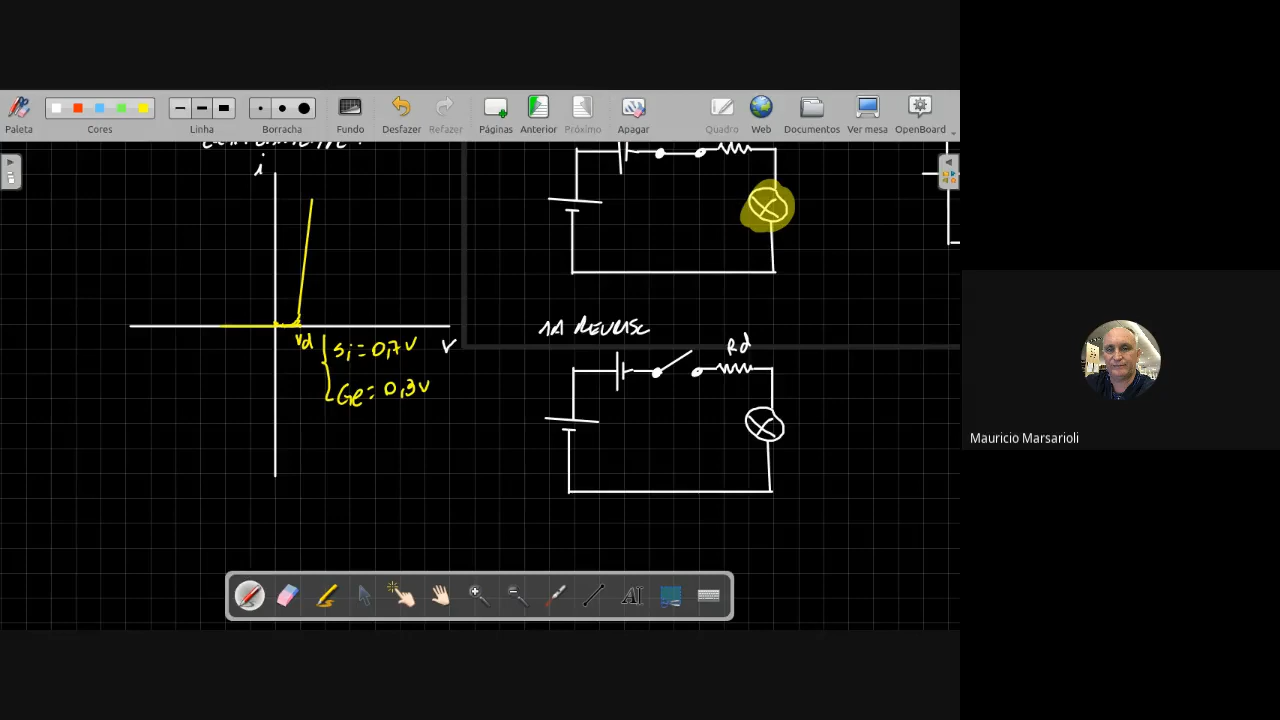 Paleta
Cores
Linha
Borracha
Fundo
Desfazer
Refazer
Páginas
Anterior
Próximo
Apagar
Quadro
Web
Documentos
Ver mesa
OpenBoard
i
Vd
Si = 0,7V
V
Ge = 0,3V
Rd
AI
Mauricio Marsarioli